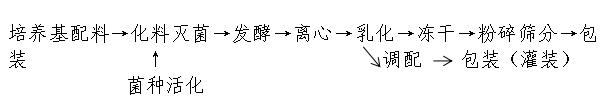 培养基配料→化料灭菌→发酵→离心→乳化→冻干→粉碎筛分→包
装 ↑ ↘调配 → 包装（灌装）
菌种活化